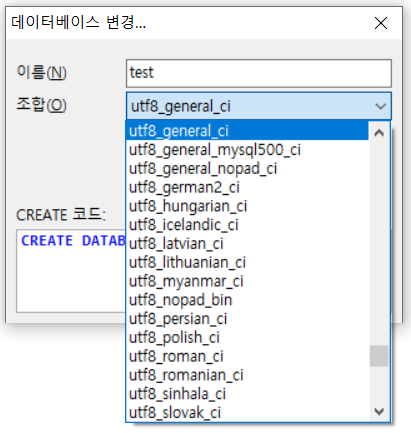 데이터베이스 변경...
이름(N)
test
조합(O)
utf8_general_ci
utf8_general_ci
utf8_general_mysql500_ci
utf8_general_nopad_ci
utf8_german2_ci
utf8_hungarian_ci
utf8_icelandic_ci
utf8_latvian_ci
utf8_lithuanian_ci
utf8_myanmar_ci
utf8_nopad_bin
utf8_persian_ci
utf8_polish_ci
utf8_roman_ci
utf8_romanian_ci
utf8_sinhala_ci
utf8_slovak_ci
CREATE 코드:
CREATE DATAB